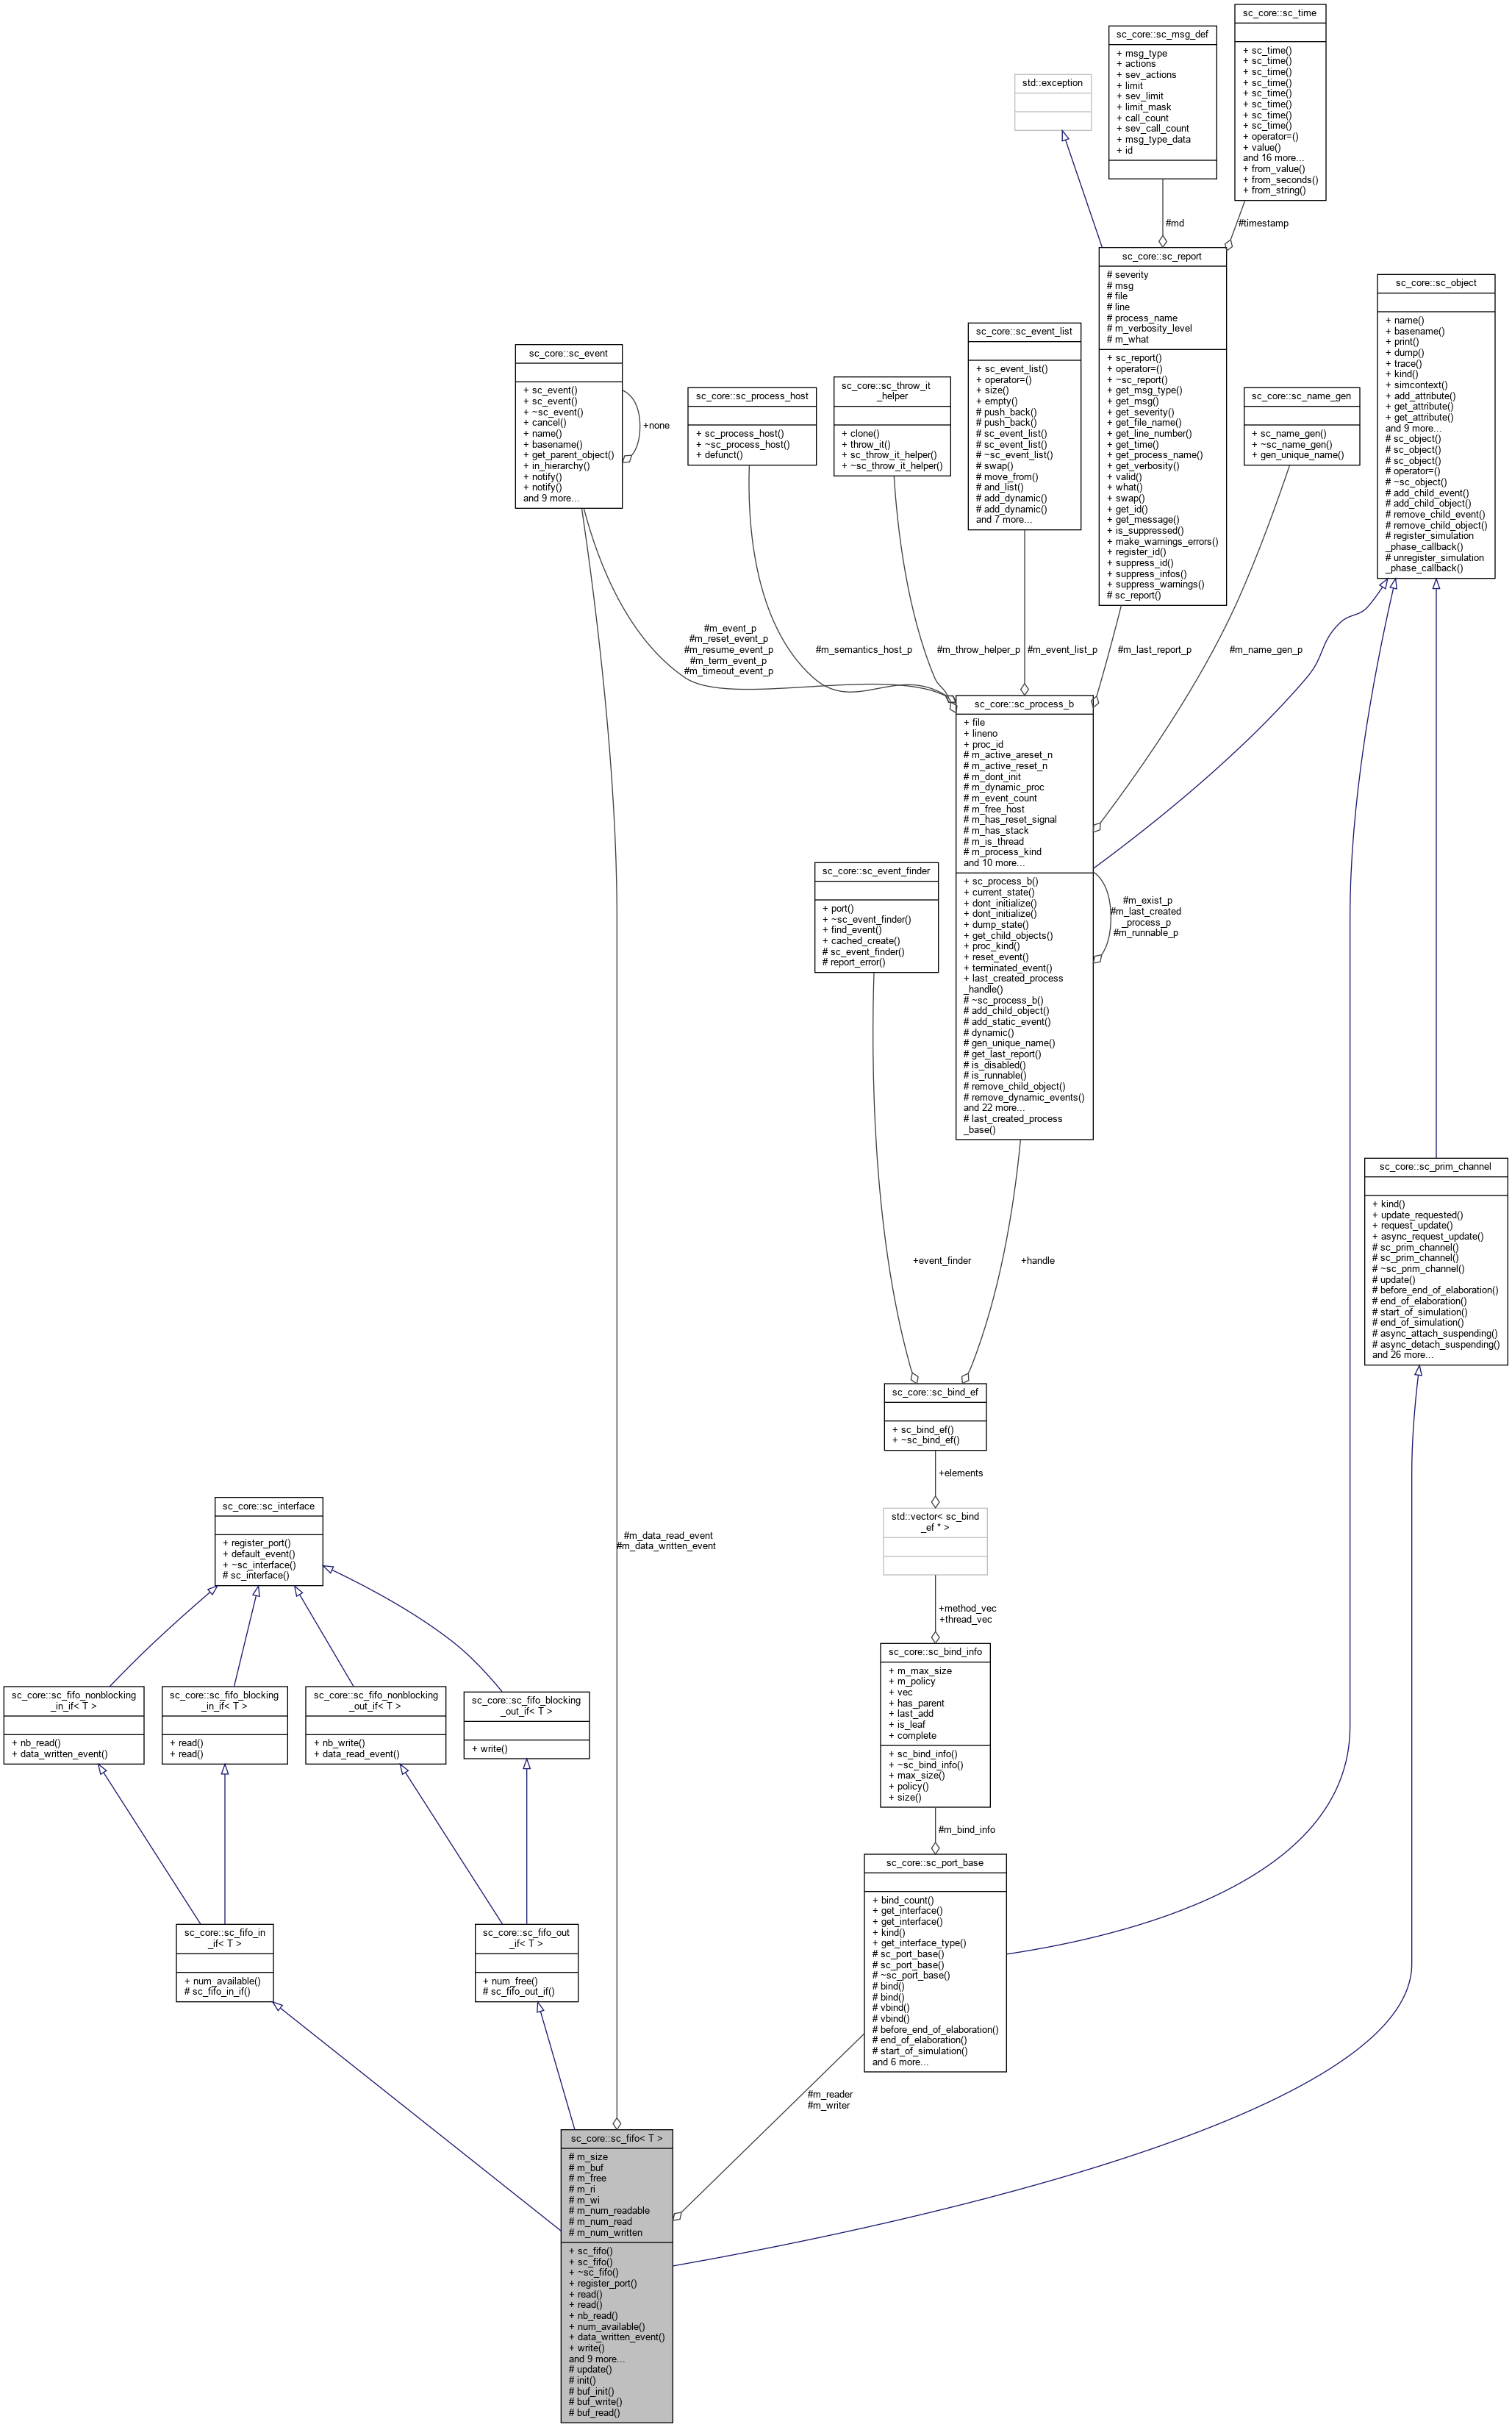 sc_core::sc_time
+ sc_time()
+ sc_time()
+ sc_time()
+ sc_time()
+ sc_time()
+ sc_time()
+ sc_time()
+ sc_time()
+ operator=()
+ value()
and 16 more...
+ from_value()
+ from_seconds()
+ from_string()
sc_core::sc_msg_def
+ msg_type
+ actions
+ sev_actions
+ limit
+ sev_limit
+ limit_mask
+ call_count
+ sev_call_count
+ msg_type_data
+ id
std::exception
#md
#timestamp
sc_core::sc_report
# severity
# msg
# file
# line
# process_name
# m_verbosity_level
# m_what
+ sc_report()
+ operator=()
+ ~sc_report()
+ get_msg_type()
+ get_msg()
+ get_severity()
+ get_file_name()
+ get_line_number()
+ get_time()
+ get_process_name()
+ get_verbosity()
+ valid()
+ what()
+ swap()
+ get_id()
+ get_message()
+ is_suppressed()
+ make_warnings_errors()
+ register_id()
+ suppress_id()
+ suppress_infos()
+ suppress_warnings()
# sc_report()
sc_core::sc_object
+ name()
+ basename()
+ print()
+ dump()
+ trace()
+ kind()
+ simcontext()
+ add_attribute()
+ get_attribute()
+ get_attribute()
and 9 more...
# sc_object()
# sc_object()
# sc_object()
# operator=()
# ~sc_object()
# add_child_event()
# add_child_object()
# remove_child_event()
# remove_child_object()
# register_simulation
_phase_callback()
# unregister_simulation
_phase_callback()
sc_core::sc_event_list
+ sc_event_list()
+ operator=()
+ size()
+ empty()
# push_back()
# push_back()
# sc_event_list()
# sc_event_list()
# ~sc_event_list()
# swap()
# move_from()
# and_list()
# add_dynamic()
# add_dynamic()
and 7 more...
sc_core::sc_event
+ sc_event()
+ sc_event()
+ ~sc_event()
+ cancel()
+ name()
+ basename()
+ get_parent_object()
+ in_hierarchy()
+ notify()
+ notify()
and 9 more...
+none
sc_core::sc_throw_it
_helper
+ clone()
+ throw_it()
+ sc_throw_it_helper()
+ ~sc_throw_it_helper()
sc_core::sc_process_host
+ sc_process_host()
+ ~sc_process_host()
+ defunct()
sc_core::sc_name_gen
+ sc_name_gen()
+ ~sc_name_gen()
+ gen_unique_name()
#m_event_p
#m_reset_event_p
#m_resume_event_p
#m_term_event_p
#m_timeout_event_p
#m_semantics_host_p
#m_throw_helper_p
#m_event_list_p
#m_last_report_p
#m_name_gen_p
sc_core::sc_process_b
+ file
+ lineno
+ proc_id
# m_active_areset_n
# m_active_reset_n
# m_dont_init
# m_dynamic_proc
# m_event_count
# m_free_host
# m_has_reset_signal
# m_has_stack
# m_is_thread
# m_process_kind
and 10 more...
+ sc_process_b()
+ current_state()
+ dont_initialize()
+ dont_initialize()
+ dump_state()
+ get_child_objects()
+ proc_kind()
+ reset_event()
+ terminated_event()
+ last_created_process
_handle()
# ~sc_process_b()
# add_child_object()
# add_static_event()
# dynamic()
# gen_unique_name()
# get_last_report()
# is_disabled()
# is_runnable()
# remove_child_object()
# remove_dynamic_events()
and 22 more...
# last_created_process
_base()
#m_exist_p
#m_last_created
_process_p
#m_runnable_p
sc_core::sc_event_finder
+ port()
+ ~sc_event_finder()
+ find_event()
+ cached_create()
# sc_event_finder()
# report_error()
sc_core::sc_prim_channel
+ kind()
+ update_requested()
+ request_update()
+ async_request_update()
# sc_prim_channel()
# sc_prim_channel()
# ~sc_prim_channel()
# update()
# before_end_of_elaboration()
# end_of_elaboration()
# start_of_simulation()
# end_of_simulation()
# async_attach_suspending()
# async_detach_suspending()
and 26 more...
+event_finder
+handle
sc_core::sc_bind_ef
+ sc_bind_ef()
+ ~sc_bind_ef()
+elements
std::vector< sc_bind
_ef * >
#m_data_read_event
#m_data_written_event
sc_core::sc_interface
+ register_port()
+ default_event()
+ ~sc_interface()
# sc_interface()
+method_vec
+thread_vec
sc_core::sc_bind_info
+ m_max_size
+ m_policy
+ vec
+ has_parent
+ last_add
+ is_leaf
+ complete
+ sc_bind_info()
+ ~sc_bind_info()
+ max_size()
+ policy()
+ size()
sc_core::sc_fifo_nonblocking
_in_if< T >
+ nb_read()
+ data_written_event()
sc_core::sc_fifo_blocking
_in_if< T >
+ read()
+ read()
sc_core::sc_fifo_nonblocking
_out_if< T >
+ nb_write()
+ data_read_event()
sc_core::sc_fifo_blocking
_out_if< T >
+ write()
#m_bind_info
sc_core::sc_port_base
+ bind_count()
+ get_interface()
+ get_interface()
+ kind()
+ get_interface_type()
# sc_port_base()
# sc_port_base()
# ~sc_port_base()
# bind()
# bind()
# vbind()
# vbind()
# before_end_of_elaboration()
# end_of_elaboration()
# start_of_simulation()
and 6 more...
sc_core::sc_fifo_in
_if< T >
+ num_available()
# sc_fifo_in_if()
sc_core::sc_fifo_out
_if< T >
+ num_free()
# sc_fifo_out_if()
#m_reader
#m_writer
sc_core::sc_fifo< T >
# m_size
# m_buf
# m_free
# m_ri
# m_wi
# m_num_readable
# m_num_read
# m_num_written
+ sc_fifo()
+ sc_fifo()
+ ~sc_fifo()
+ register_port()
+ read()
+ read()
+ nb_read()
+ num_available()
+ data_written_event()
+ write()
and 9 more...
# update()
# init()
# buf_init()
# buf_write()
# buf_read()